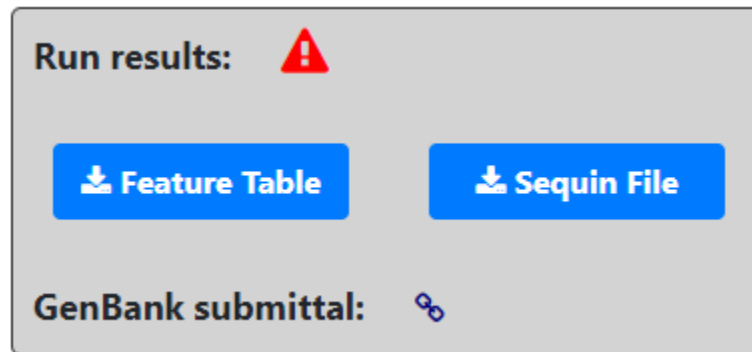 Run results:
Feature Table
Sequin File
GenBank submittal: